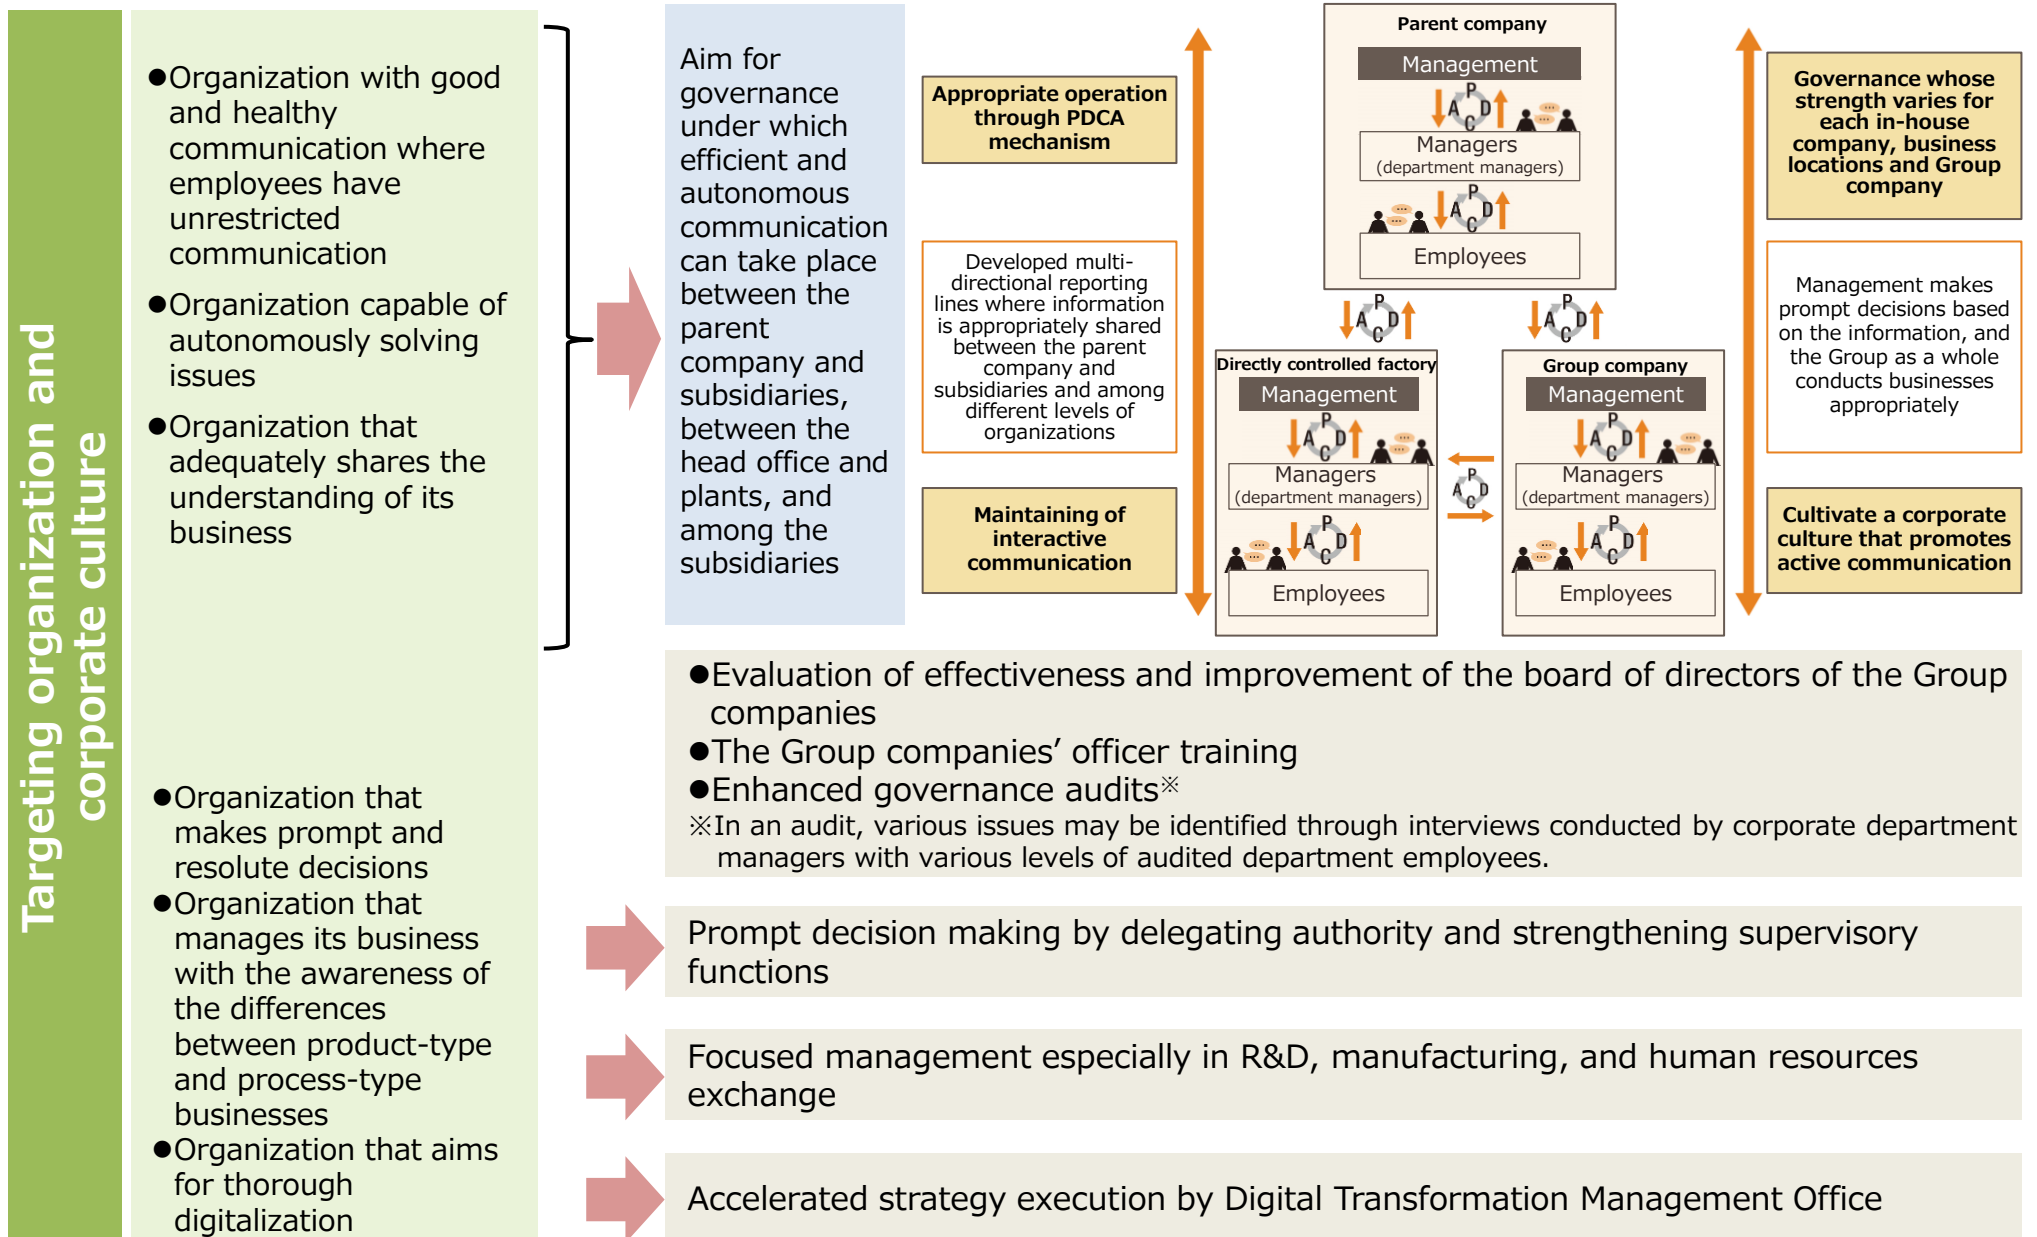 Targeting organization and
corporate culture
●Organization with good
and healthy
communication where
employees have
unrestricted
communication
●Organization capable of
autonomously solving
issues
●Organization that
adequately shares the
understanding of its
business
●Organization that
makes prompt and
resolute decisions
●Organization that
manages its business
with the awareness of
the differences
between product-type
and process-type
businesses
●Organization that aims
for thorough
digitalization
Aim for
governance
under which
efficient and
autonomous
communication
can take place
between the
parent
company and
subsidiaries,
between the
head office and
plants, and
among the
subsidiaries
Appropriate operation
through PDCA
mechanism
Developed multi-
directional reporting
lines where information
is appropriately shared
between the parent
company and
subsidiaries and among
different levels of
organizations
Maintaining of
interactive
communication
Parent company
Management
P
A D
C
Managers
(department managers)
P
A D
C
Employees
P
A D
C
P
A D
C
Directly controlled factory
Management
P
A D
C
Managers
(department managers)
P
A D
C
Employees
P
A D
C
Group company
Management
P
A D
C
Managers
(department managers)
P
A D
C
Employees
Governance whose
strength varies for
each in-house
company, business
locations and Group
company
Management makes
prompt decisions based
on the information, and
the Group as a whole
conducts businesses
appropriately
Cultivate a corporate
culture that promotes
active communication
●Evaluation of effectiveness and improvement of the board of directors of the Group
companies
●The Group companies’ officer training
●Enhanced governance audits※
※In an audit, various issues may be identified through interviews conducted by corporate department
managers with various levels of audited department employees.
Prompt decision making by delegating authority and strengthening supervisory
functions
Focused management especially in R&D, manufacturing, and human resources
exchange
Accelerated strategy execution by Digital Transformation Management Office